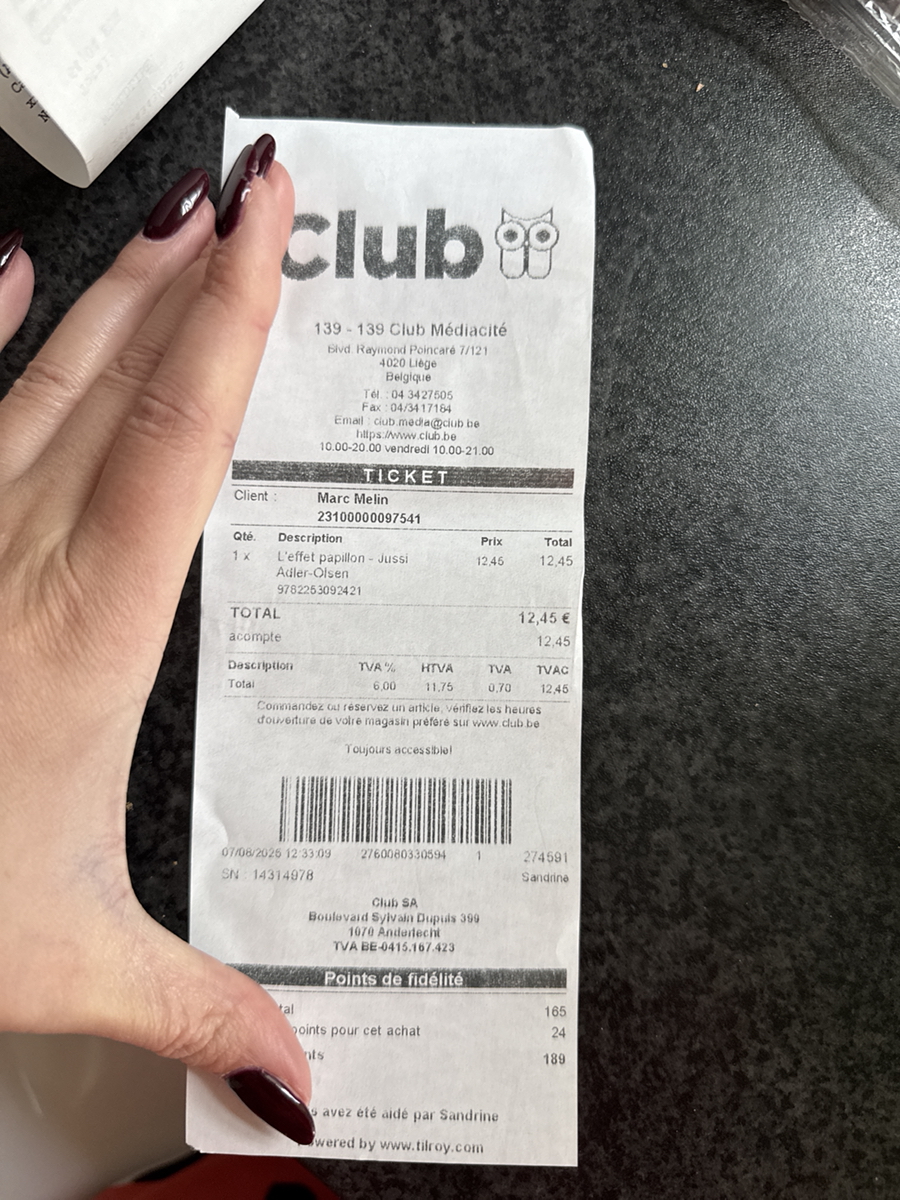 Club
139 - 139 Club Médiacité
Blvd. Raymond Poincaré 7/121
4020 Liège
Belgique
Tél. : 04 3427505
Fax : 04/3417184
Email : club.media@club.be
https://www.club.be
10.00-20.00 vendredi 10.00-21.00
TICKET
Client : Marc Melin
23100000097541
Qté. Description Prix Total
1 x L'effet papillon - Jussi 12,45 12,45
Adler-Olsen
9782253092421
TOTAL 12,45 €
acompte 12,45
Description TVA % HTVA TVA TVAC
Total 6,00 11,75 0,70 12,45
Commandez ou réservez un article, vérifiez les heures
d'ouverture de votre magasin préféré sur www.club.be
Toujours accessible!
07/08/2025 12:33:09 2760080330594 1 274591
SN : 14314978 Sandrine
Club SA
Boulevard Sylvain Dupuis 399
1070 Anderlecht
TVA BE-0415.167.423
Points de fidélité
165
points pour cet achat 24
189
avez été aidé par Sandrine
powered by www.tilroy.com